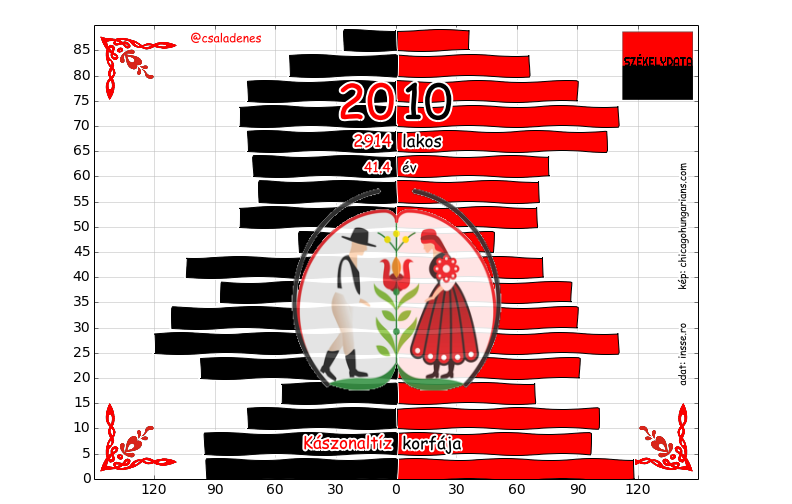 @csaladenes
SZÉKELYDATA
2010
2914 lakos
41,4 év
kép: chicagohungarians.com
adat: insse.ro
Kászonaltíz korfája
85
80
75
70
65
60
55
50
45
40
35
30
25
20
15
10
5
0
120 90 60 30 0 30 60 90 120